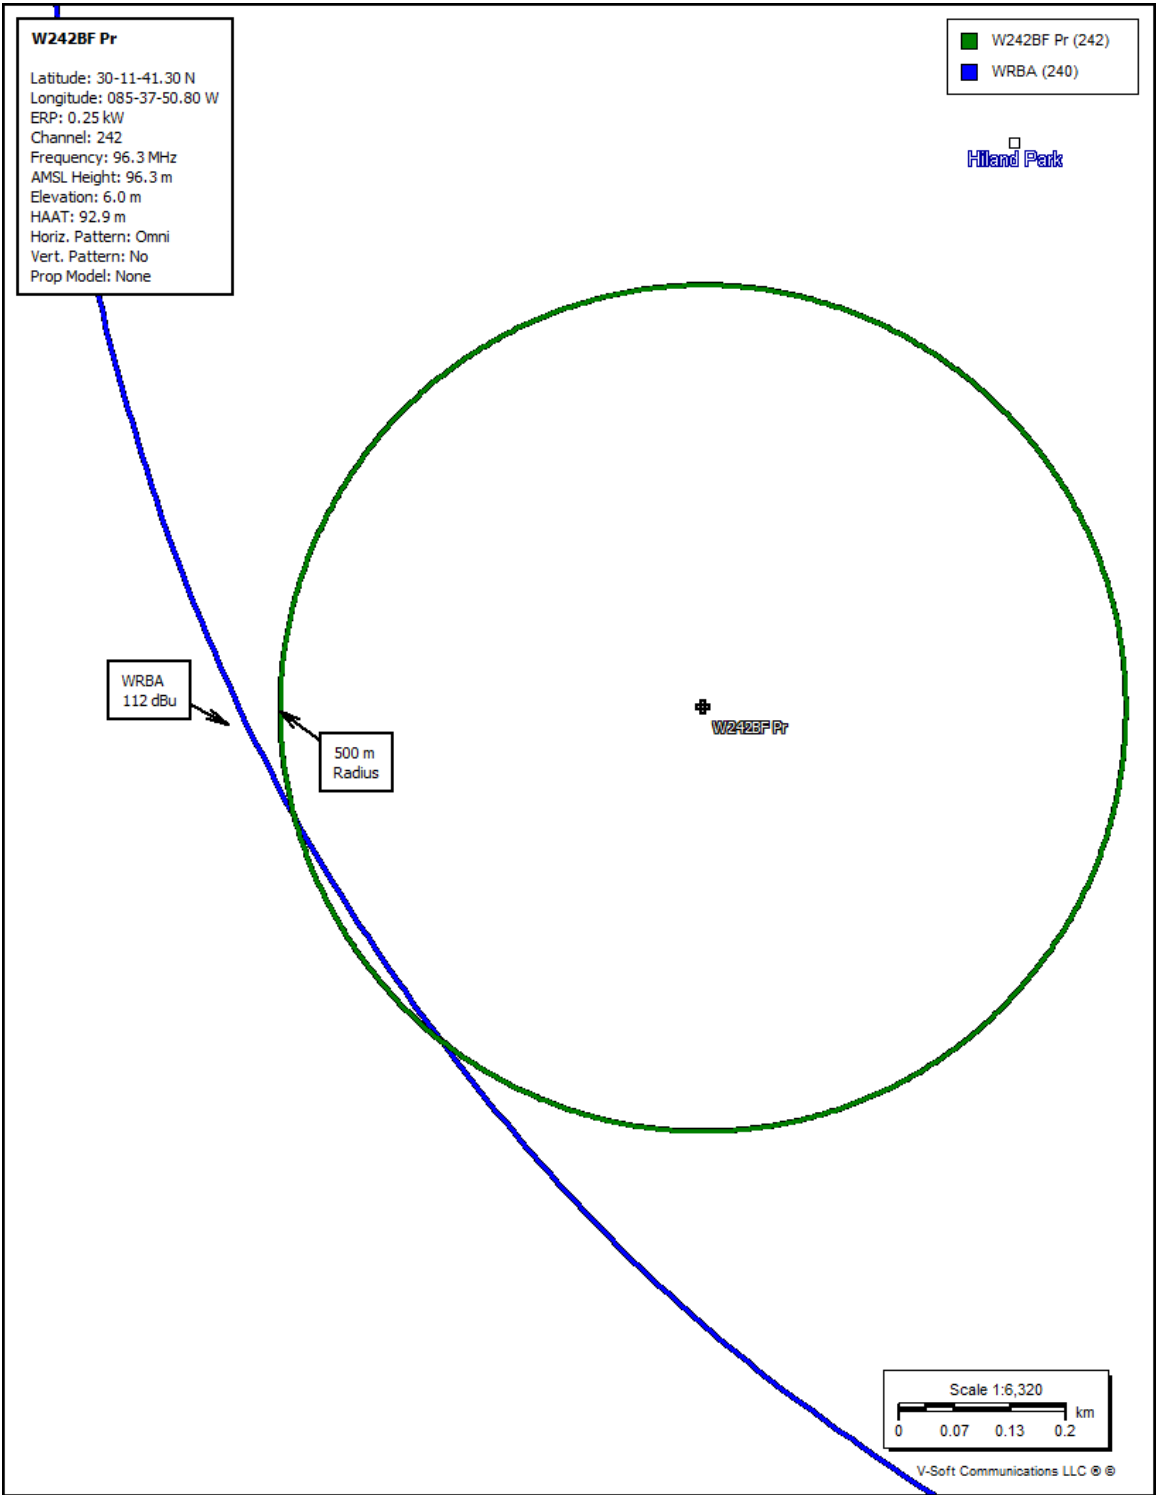 W242BF Pr
Latitude: 30-11-41.30 N
Longitude: 085-37-50.80 W
ERP: 0.25 kW
Channel: 242
Frequency: 96.3 MHz
AMSL Height: 96.3 m
Elevation: 6.0 m
HAAT: 92.9 m
Horiz. Pattern: Omni
Vert. Pattern: No
Prop Model: None
W242BF Pr (242)
WRBA (240)
Hiland Park
WRBA
112 dBu
500 m
Radius
W242BF Pr
Scale 1:6,320
km
0 0.07 0.13 0.2
V-Soft Communications LLC ® ©